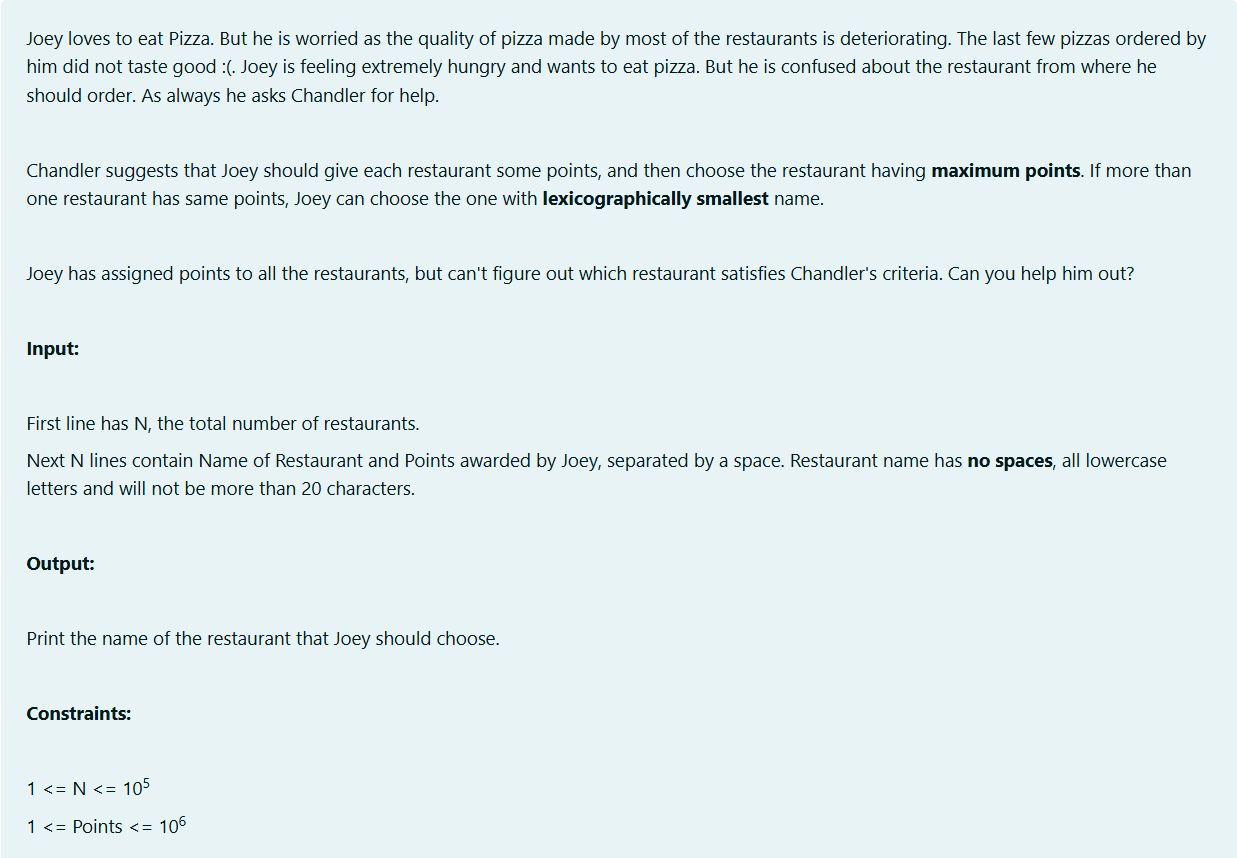 Joey loves to eat Pizza. But he is worried as the quality of pizza made by most of the restaurants is deteriorating. The last few pizzas ordered by
him did not taste good :(. Joey is feeling extremely hungry and wants to eat pizza. But he is confused about the restaurant from where he
should order. As always he asks Chandler for help.
Chandler suggests that Joey should give each restaurant some points, and then choose the restaurant having maximum points. If more than
one restaurant has same points, Joey can choose the one with lexicographically smallest name.
Joey has assigned points to all the restaurants, but can't figure out which restaurant satisfies Chandler's criteria. Can you help him out?
Input:
First line has N, the total number of restaurants.
Next N lines contain Name of Restaurant and Points awarded by Joey, separated by a space. Restaurant name has no spaces, all lowercase
letters and will not be more than 20 characters.
Output:
Print the name of the restaurant that Joey should choose.
Constraints:
1 <= N <= 10⁵
1 <= Points <= 10⁶